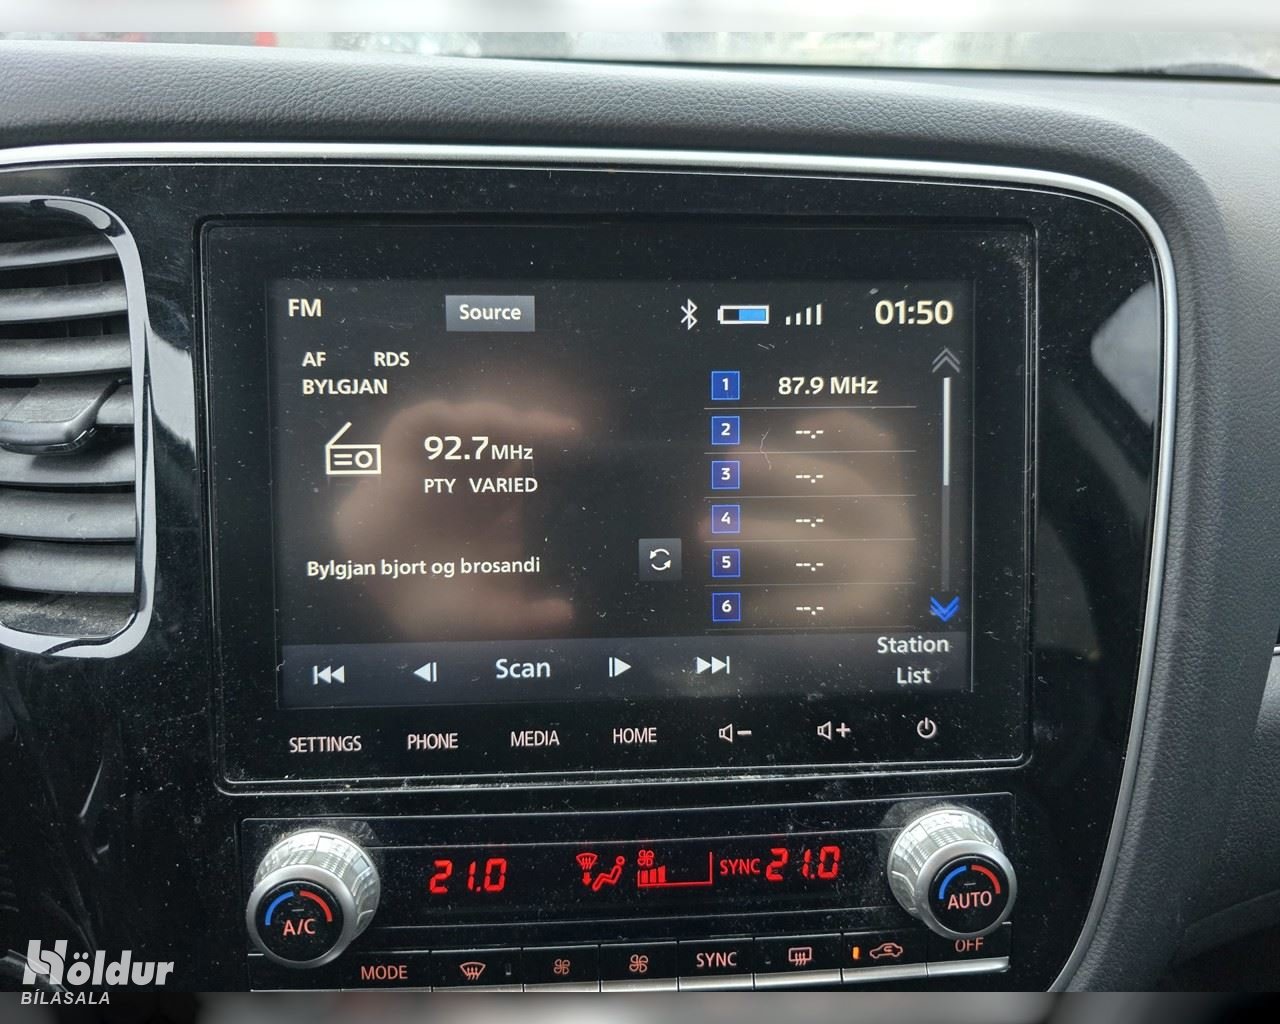 FM Source 01:50
AF RDS
BYLGJAN
92.7 MHz
PTY VARIED
Bylgjan bjort og brosandi
1 87.9 MHz
2 --.-
3 --.-
4 --.-
5 --.-
6 --.-
Scan
Station
List
SETTINGS PHONE MEDIA HOME
21.0 SYNC 21.0
A/C AUTO
MODE SYNC OFF
Höldur
BÍLASALA